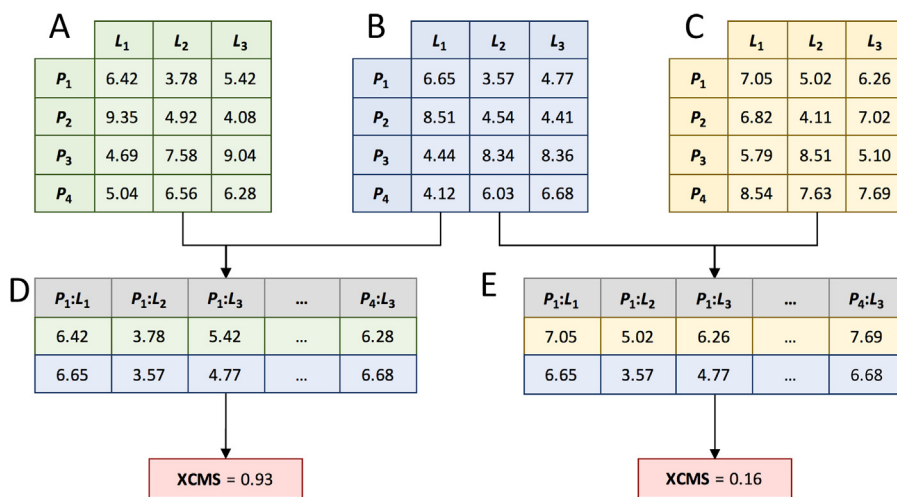 A B C
L1 L2 L3 L1 L2 L3 L1 L2 L3
P1 6.42 3.78 5.42 P1 6.65 3.57 4.77 P1 7.05 5.02 6.26
P2 9.35 4.92 4.08 P2 8.51 4.54 4.41 P2 6.82 4.11 7.02
P3 4.69 7.58 9.04 P3 4.44 8.34 8.36 P3 5.79 8.51 5.10
P4 5.04 6.56 6.28 P4 4.12 6.03 6.68 P4 8.54 7.63 7.69
D E
P1:L1 P1:L2 P1:L3 ... P4:L3 P1:L1 P1:L2 P1:L3 ... P4:L3
6.42 3.78 5.42 ... 6.28 7.05 5.02 6.26 ... 7.69
6.65 3.57 4.77 ... 6.68 6.65 3.57 4.77 ... 6.68
XCMS = 0.93 XCMS = 0.16